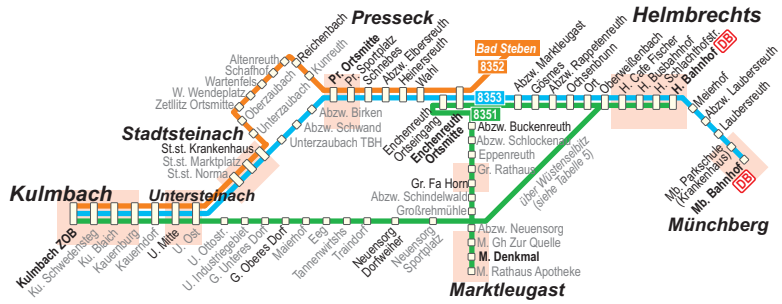 Presseck
Helmbrechts
Bad Steben
8352
8353
8351
Altenreuth
Schafhof
Wartenfels
W. Wendeplatz
Zettlitz Ortsmitte
Reichenbach
Kunreuth
Oberzaubach
Unterzaubach
Pr. Ortsmitte
Pr. Sportplatz
Schnebes
Abzw. Elbersreuth
Heinersreuth
Wahl
Abzw. Birken
Abzw. Schwand
Unterzaubach TBH
Enchenreuth
Ortseingang
Enchenreuth
Ortsmitte
Abzw. Marktleugast
Gösmes
Abzw. Rappetenreuth
Ochsenbrunn
Ort
Oberweißenbach
H. Cafe Fischer
H. Busbahnhof
H. Schlachthofstr.
H. Bahnhof DB
Meierhof
Abzw. Laubersreuth
Laubersreuth
Mb. Parkschule
(Krankenhaus)
Mb. Bahnhof DB
Münchberg
Stadtsteinach
St.st. Krankenhaus
St.st. Marktplatz
St.st. Norma
Abzw. Buckenreuth
Abzw. Schlockenau
Eppenreuth
Gr. Rathaus
Gr. Fa Horn
Abzw. Schindelwald
Großrehmühle
über Wüstenselbitz
(siehe Tabelle 5)
Abzw. Neuensorg
M. Gh Zur Quelle
M. Denkmal
M. Rathaus Apotheke
Marktleugast
Kulmbach
Untersteinach
Kulmbach ZOB
Ku. Schwedensteg
Ku. Blaich
Kauernburg
Kauerndorf
U. Mitte
U. Ost
U. Ottostr.
U. Industriegebiet
G. Unteres Dorf
G. Oberes Dorf
Maierhof
Eeg
Tannenwirtshs
Traindorf
Neuensorg
Dorfweiher
Neuensorg
Sportplatz